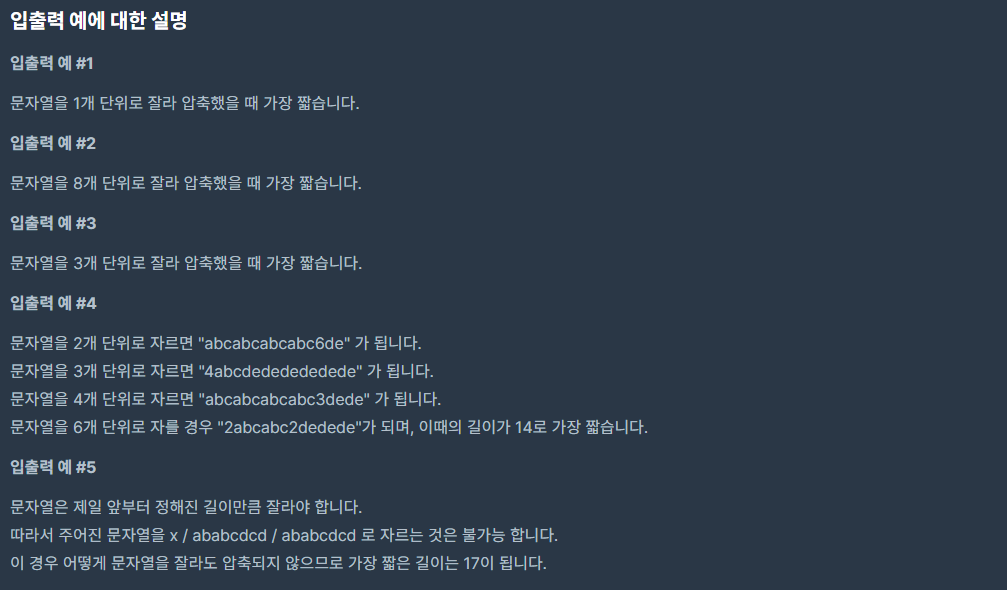 입출력 예에 대한 설명
입출력 예 #1
문자열을 1개 단위로 잘라 압축했을 때 가장 짧습니다.
입출력 예 #2
문자열을 8개 단위로 잘라 압축했을 때 가장 짧습니다.
입출력 예 #3
문자열을 3개 단위로 잘라 압축했을 때 가장 짧습니다.
입출력 예 #4
문자열을 2개 단위로 자르면 "abcabcabcabc6de" 가 됩니다.
문자열을 3개 단위로 자르면 "4abcdededededede" 가 됩니다.
문자열을 4개 단위로 자르면 "abcabcabcabc3dede" 가 됩니다.
문자열을 6개 단위로 자를 경우 "2abcabc2dedede"가 되며, 이때의 길이가 14로 가장 짧습니다.
입출력 예 #5
문자열은 제일 앞부터 정해진 길이만큼 잘라야 합니다.
따라서 주어진 문자열을 x / ababcdcd / ababcdcd 로 자르는 것은 불가능 합니다.
이 경우 어떻게 문자열을 잘라도 압축되지 않으므로 가장 짧은 길이는 17이 됩니다.